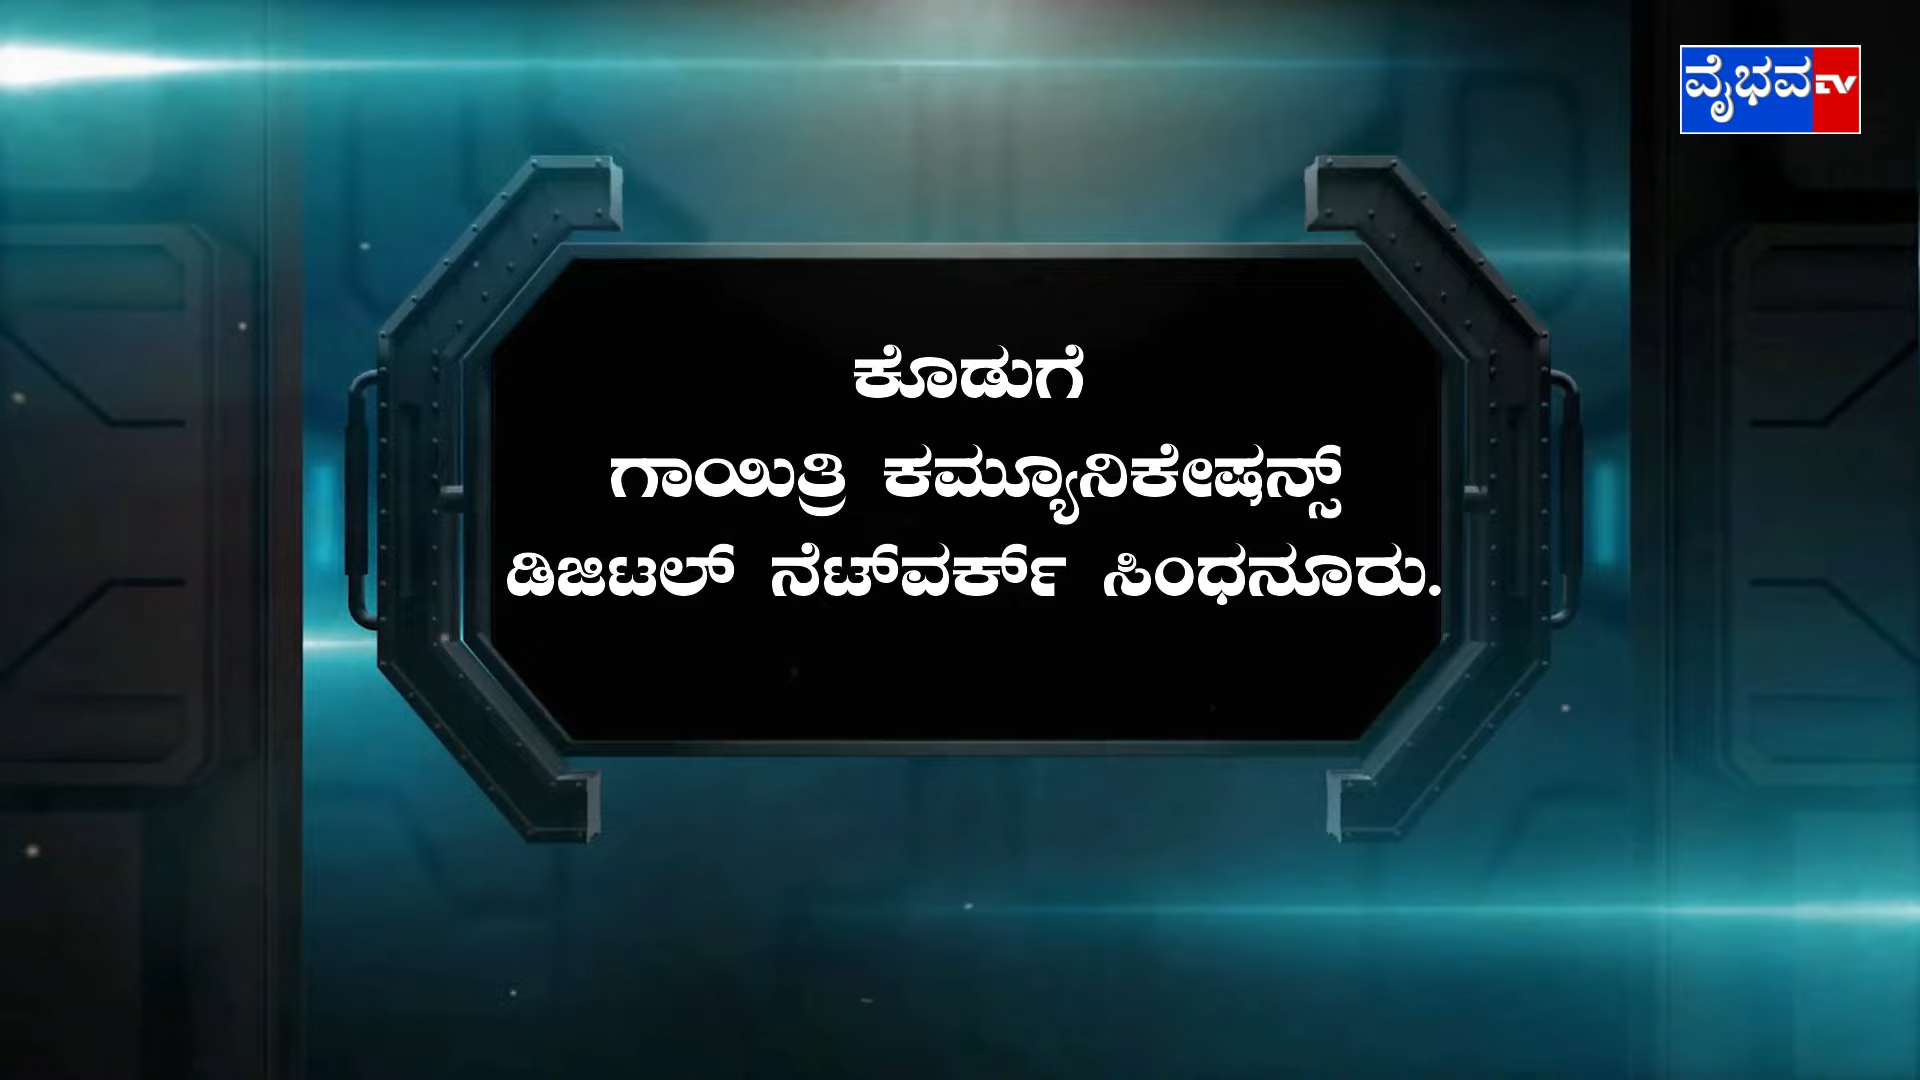 ವೈಭವ TV
ಕೊಡುಗೆ
ಗಾಯಿತ್ರಿ ಕಮ್ಯೂನಿಕೇಷನ್ಸ್
ಡಿಜಿಟಲ್ ನೆಟ್‌ವರ್ಕ್ ಸಿಂಧನೂರು.